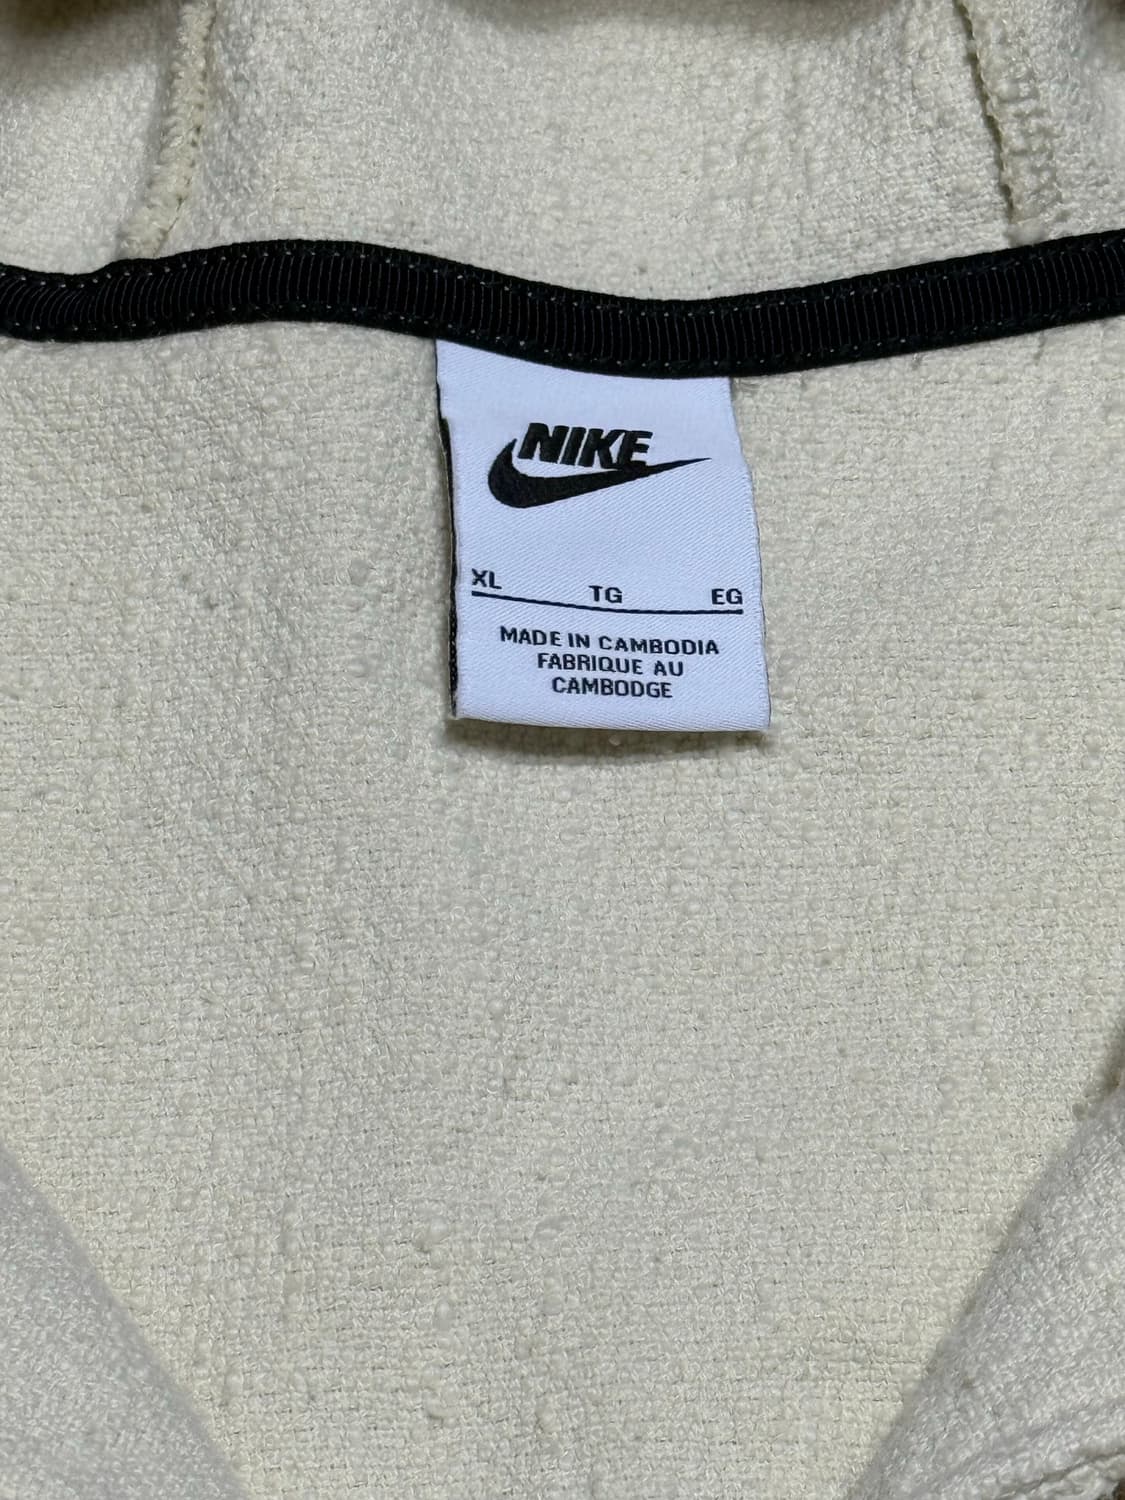 NIKE
XL TG EG
MADE IN CAMBODIA
FABRIQUE AU
CAMBODGE